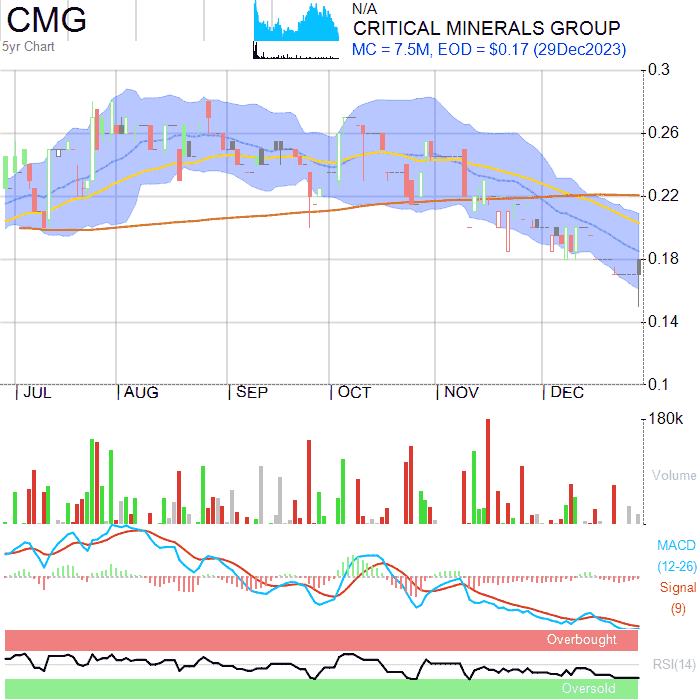 CMG
5yr Chart
N/A
CRITICAL MINERALS GROUP
MC = 7.5M, EOD = $0.17 (29Dec2023)
0.3
0.26
0.22
0.18
0.14
0.1
JUL AUG SEP OCT NOV DEC
180k
Volume
MACD
(12-26)
Signal
(9)
Overbought
RSI(14)
Oversold